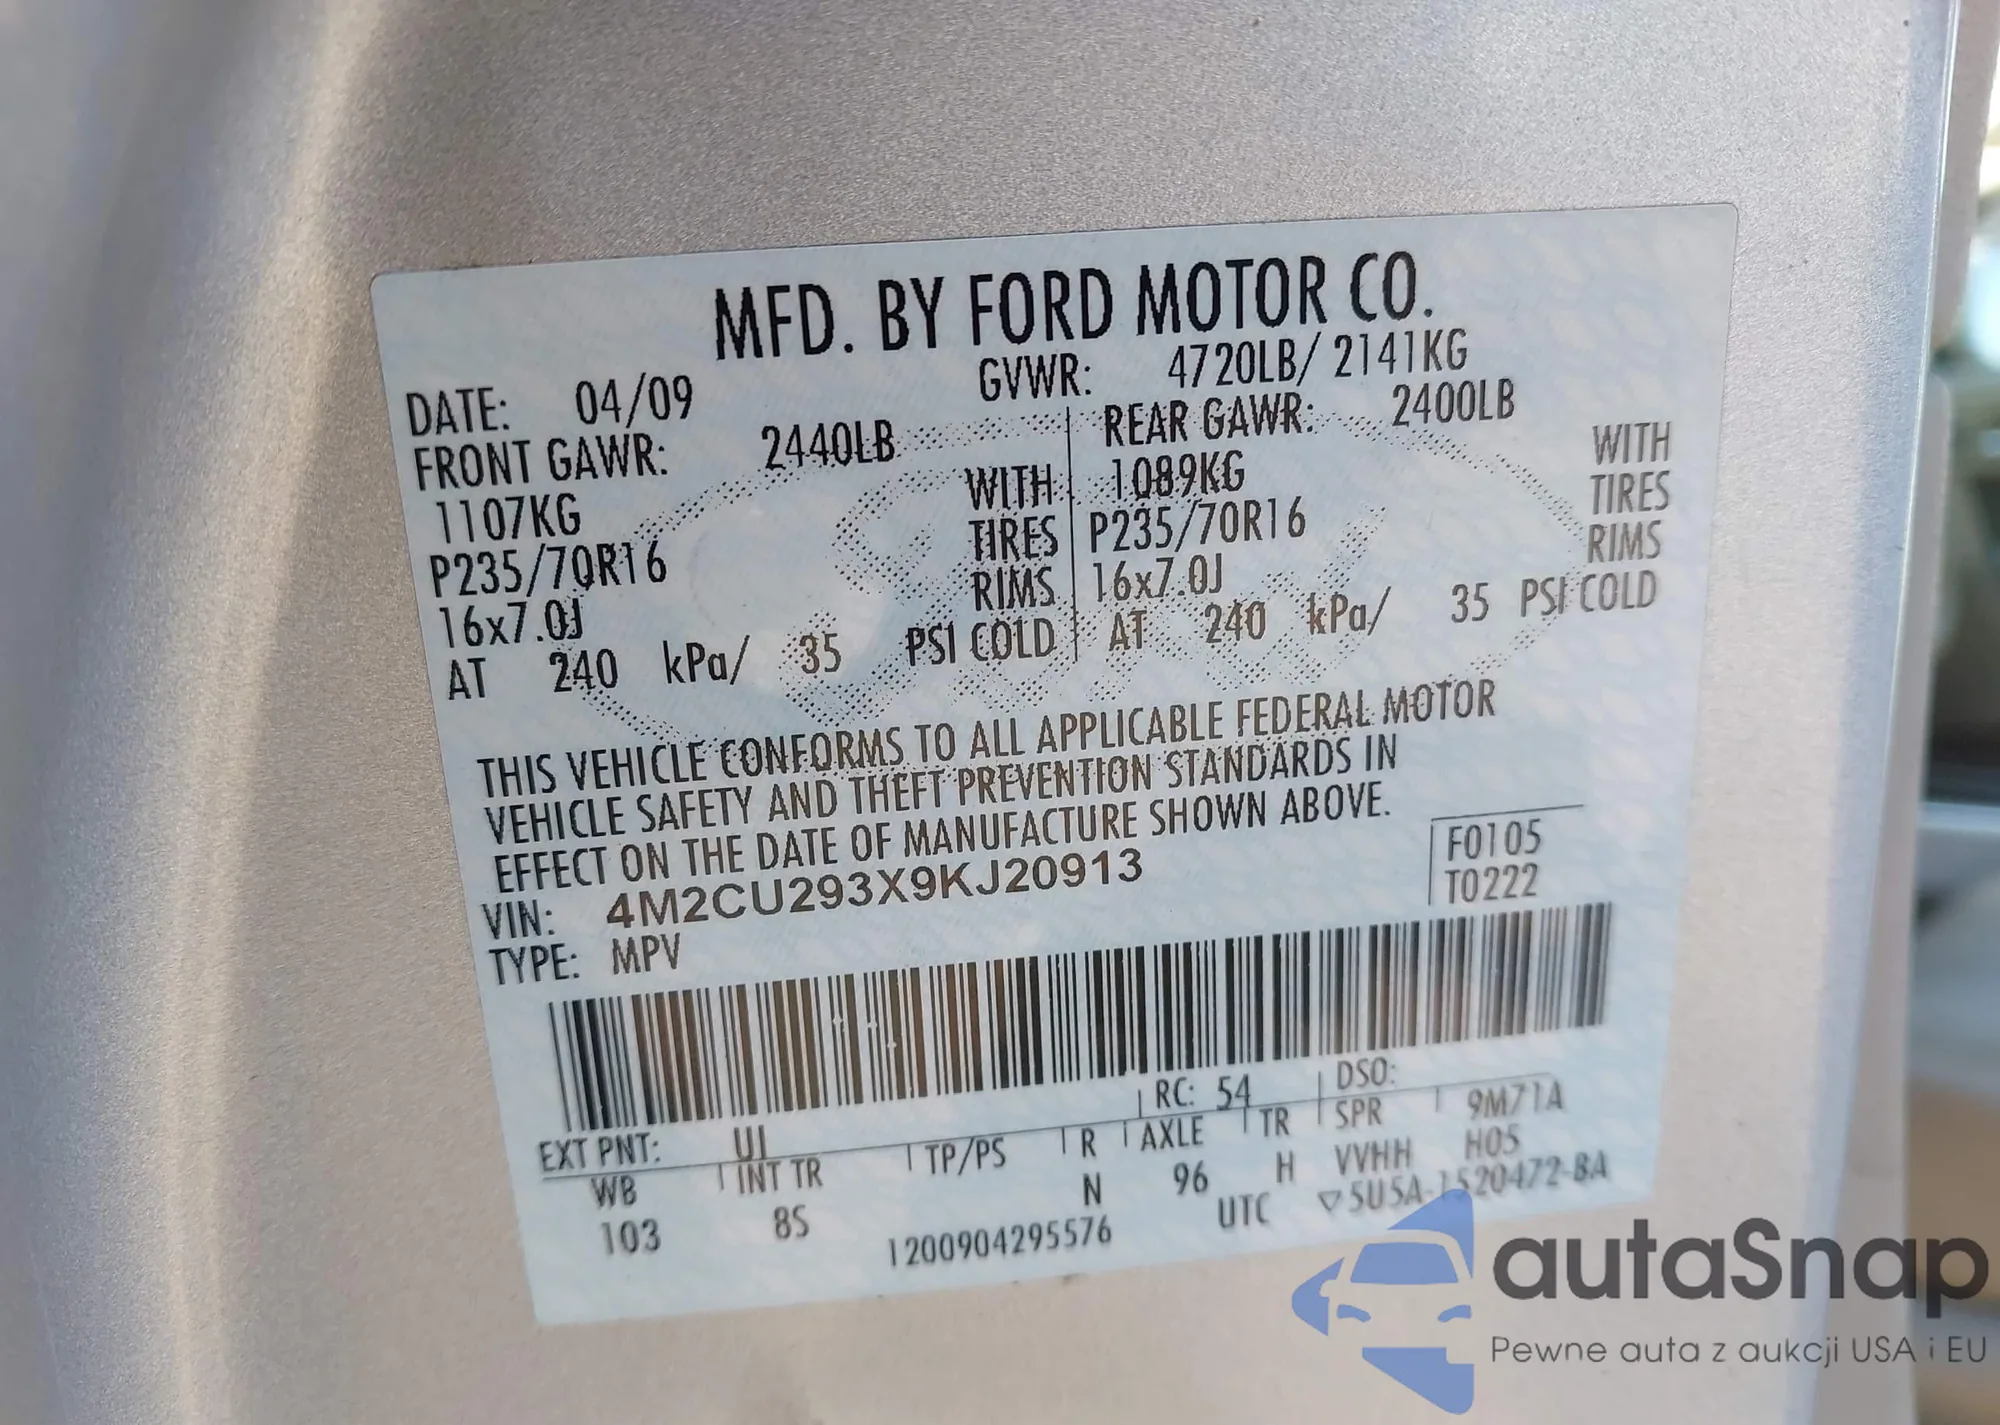 MFD. BY FORD MOTOR CO.
DATE: 04/09 GVWR: 4720LB/ 2141KG
FRONT GAWR: 2440LB REAR GAWR: 2400LB
1107KG WITH 1089KG WITH
P235/70R16 TIRES P235/70R16 TIRES
16x7.0J RIMS 16x7.0J RIMS
AT 240 kPa/ 35 PSI COLD AT 240 kPa/ 35 PSI COLD
THIS VEHICLE CONFORMS TO ALL APPLICABLE FEDERAL MOTOR
VEHICLE SAFETY AND THEFT PREVENTION STANDARDS IN
EFFECT ON THE DATE OF MANUFACTURE SHOWN ABOVE.
VIN: 4M2CU293X9KJ20913 F0105
TYPE: MPV T0222
EXT PNT: UI RC: 54 DSO:
WB INT TR TP/PS R AXLE TR SPR 9M71A
103 8S N 96 H VVHH H05
1200904295576 UTC ▽5U5A-1520472-BA
autaSnap
Pewne auta z aukcji USA i EU